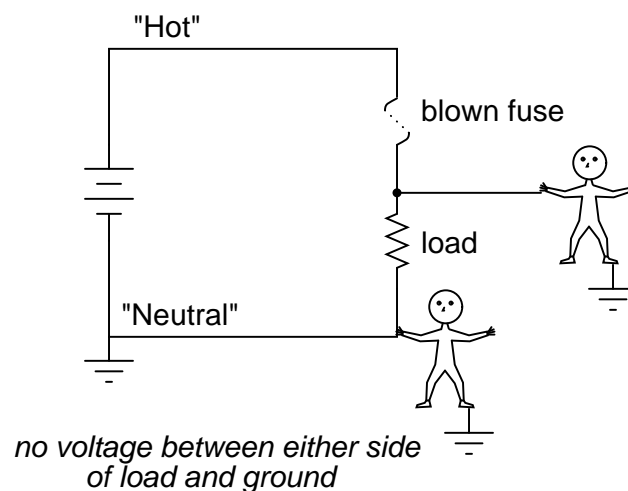 "Hot"
blown fuse
load
"Neutral"
no voltage between either side
of load and ground